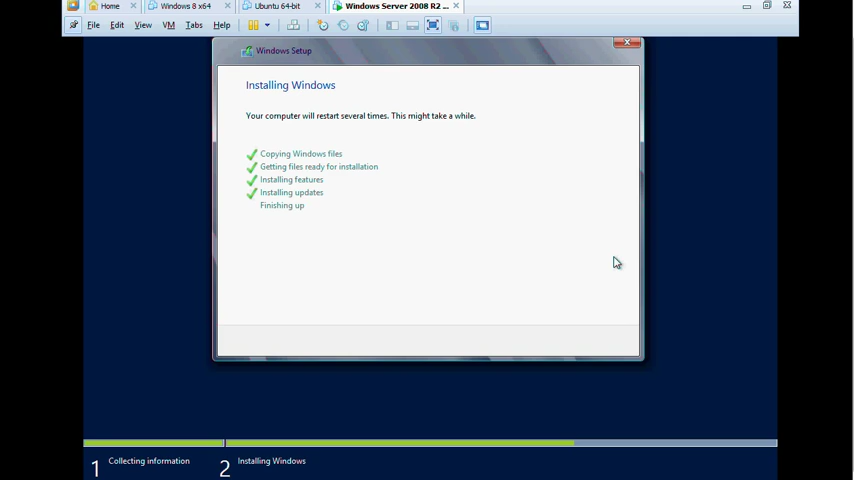 Home Windows 8 x64 Ubuntu 64-bit Windows Server 2008 R2 ...
File Edit View VM Tabs Help
Windows Setup
Installing Windows
Your computer will restart several times. This might take a while.
Copying Windows files
Getting files ready for installation
Installing features
Installing updates
Finishing up
1 Collecting information 2 Installing Windows